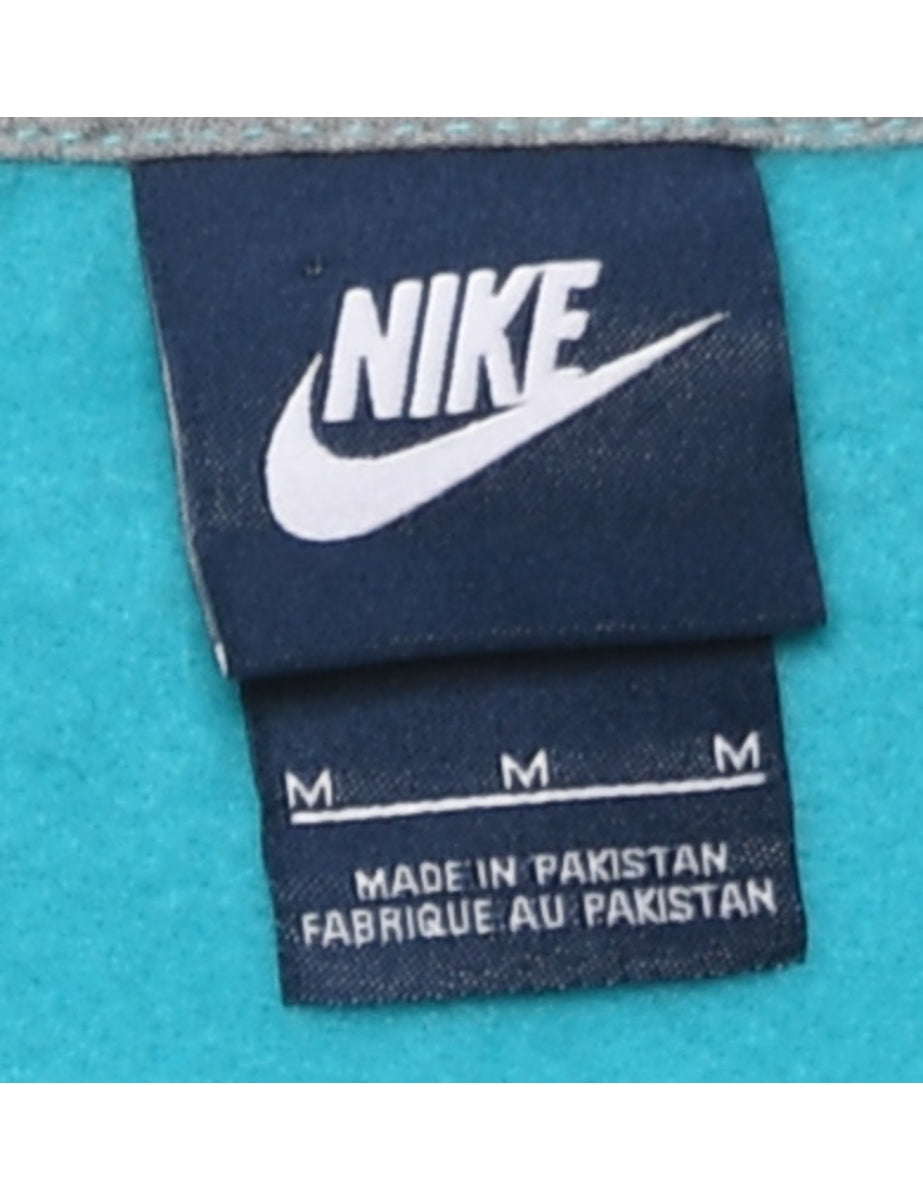 NIKE
M M M
MADE IN PAKISTAN
FABRIQUE AU PAKISTAN